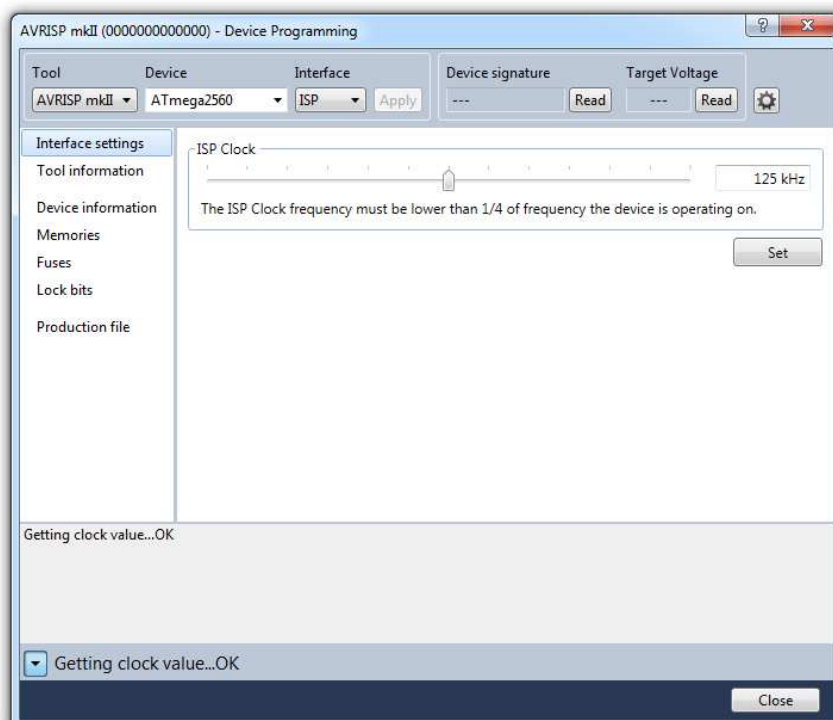 AVRISP mkII (0000000000000) - Device Programming
Tool Device Interface Device signature Target Voltage
AVRISP mkII ATmega2560 ISP Apply --- Read --- Read
Interface settings
Tool information
Device information
Memories
Fuses
Lock bits
Production file
ISP Clock
125 kHz
The ISP Clock frequency must be lower than 1/4 of frequency the device is operating on.
Set
Getting clock value...OK
Getting clock value...OK
Close